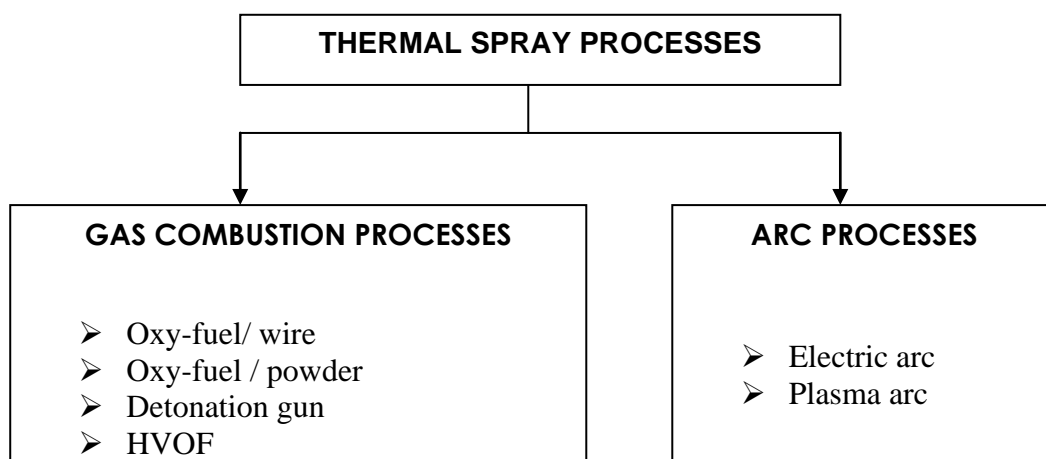 THERMAL SPRAY PROCESSES
GAS COMBUSTION PROCESSES
➢ Oxy-fuel/ wire
➢ Oxy-fuel / powder
➢ Detonation gun
➢ HVOF
ARC PROCESSES
➢ Electric arc
➢ Plasma arc